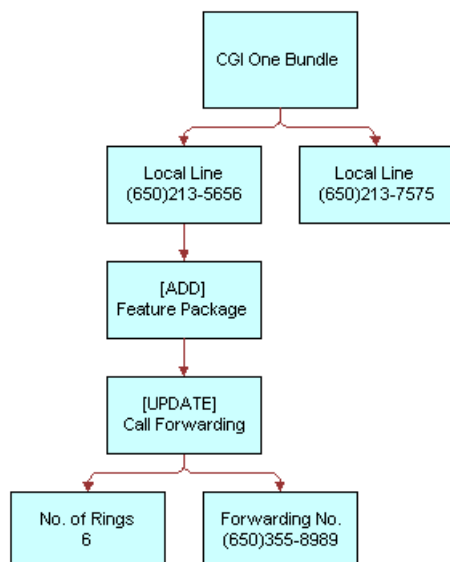 CGI One Bundle
Local Line
(650)213-5656
Local Line
(650)213-7575
[ADD]
Feature Package
[UPDATE]
Call Forwarding
No. of Rings
6
Forwarding No.
(650)355-8989